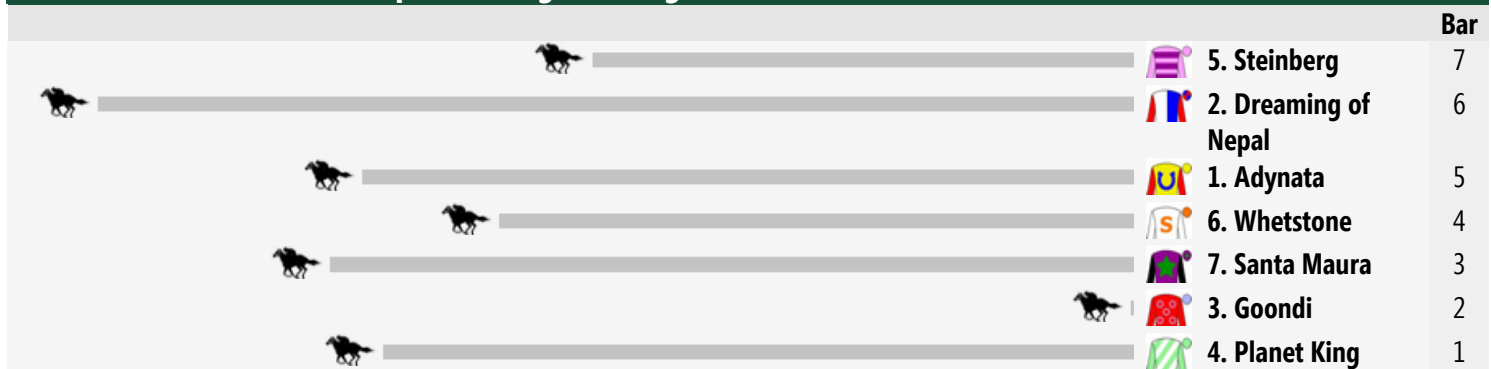 Bar
5. Steinberg 7
2. Dreaming of 6
Nepal
1. Adynata 5
S 6. Whetstone 4
7. Santa Maura 3
3. Goondi 2
4. Planet King 1